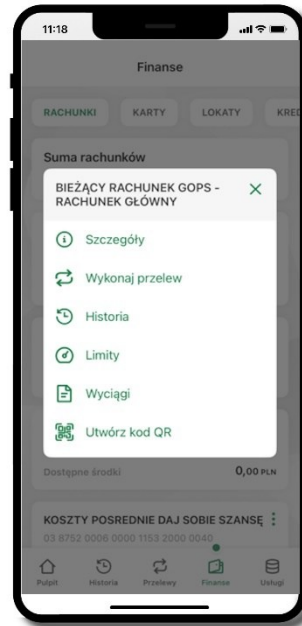 11:18
Finanse
RACHUNKI KARTY LOKATY KRED
Suma rachunków
BIEŻĄCY RACHUNEK GOPS -
RACHUNEK GŁÓWNY
Szczegóły
Wykonaj przelew
Historia
Limity
Wyciągi
Utwórz kod QR
Dostępne środki 0,00 PLN
KOSZTY POSREDNIE DAJ SOBIE SZANSĘ
03 8752 0006 0000 1153 2000 0040
Pulpit Historia Przelewy Finanse Usługi